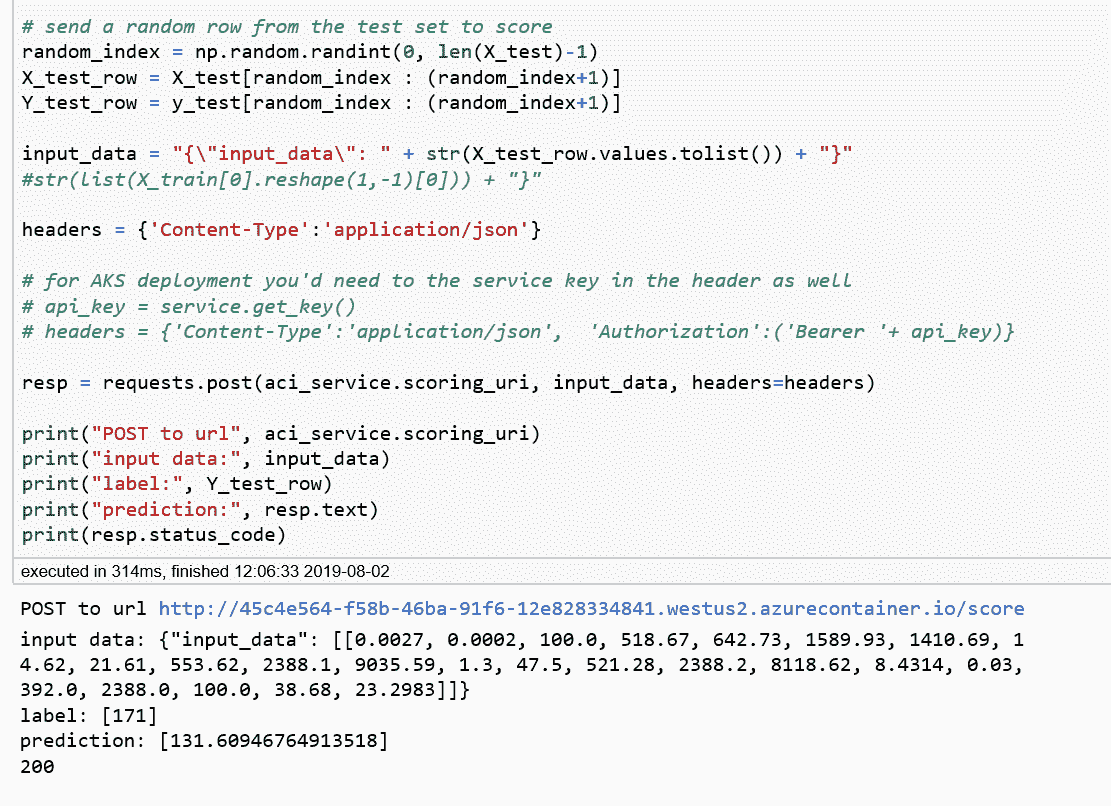 # send a random row from the test set to score
random_index = np.random.randint(0, len(X_test)-1)
X_test_row = X_test[random_index : (random_index+1)]
Y_test_row = y_test[random_index : (random_index+1)]
input_data = "{\"input_data\": " + str(X_test_row.values.tolist()) + "}"
#str(list(X_train[0].reshape(1,-1)[0])) + "}"
headers = {'Content-Type':'application/json'}
# for AKS deployment you'd need to the service key in the header as well
# api_key = service.get_key()
# headers = {'Content-Type':'application/json',  'Authorization':('Bearer '+ api_key)}
resp = requests.post(aci_service.scoring_uri, input_data, headers=headers)
print("POST to url", aci_service.scoring_uri)
print("input data:", input_data)
print("label:", Y_test_row)
print("prediction:", resp.text)
print(resp.status_code)
executed in 314ms, finished 12:06:33 2019-08-02
POST to url http://45c4e564-f58b-46ba-91f6-12e828334841.westus2.azurecontainer.io/score
input data: {"input_data": [[0.0027, 0.0002, 100.0, 518.67, 642.73, 1589.93, 1410.69, 1
4.62, 21.61, 553.62, 2388.1, 9035.59, 1.3, 47.5, 521.28, 2388.2, 8118.62, 8.4314, 0.03,
392.0, 2388.0, 100.0, 38.68, 23.2983]]}
label: [171]
prediction: [131.60946764913518]
200